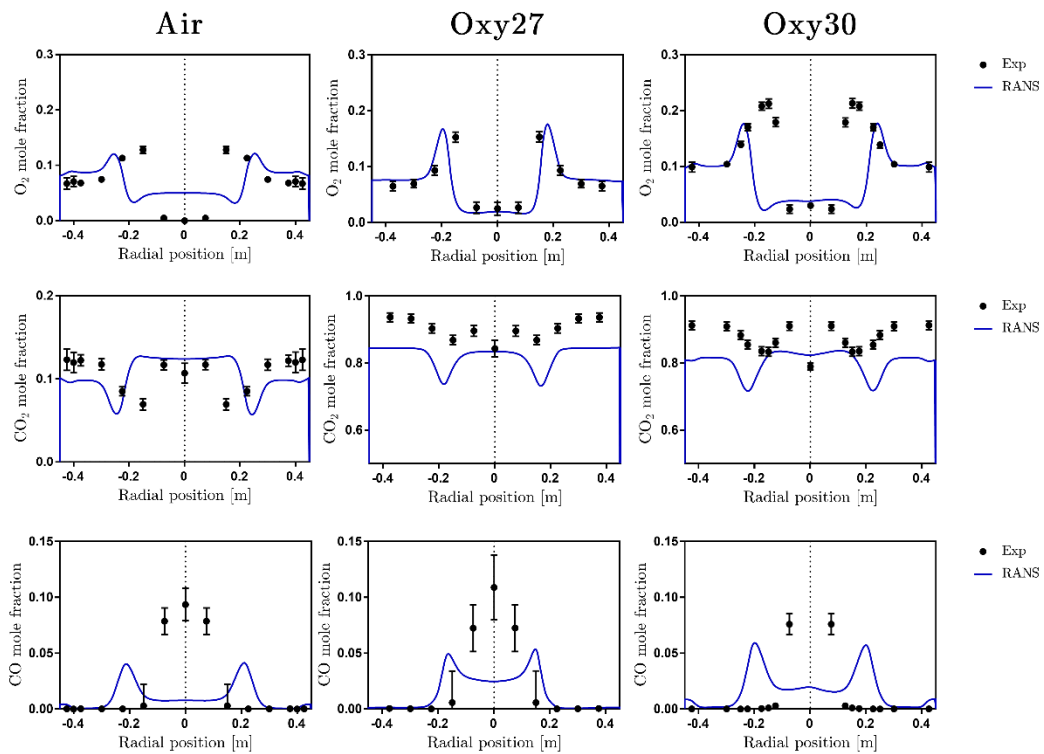 Air Oxy27 Oxy30
0.3 0.3 0.3
Exp
RANS
0.2 0.2 0.2
0.1 0.1 0.1
0.0 0.0 0.0
O₂ mole fraction O₂ mole fraction O₂ mole fraction
-0.4 -0.2 0.0 0.2 0.4 -0.4 -0.2 0.0 0.2 0.4 -0.4 -0.2 0.0 0.2 0.4
Radial position [m] Radial position [m] Radial position [m]
0.2 1.0 1.0
Exp
RANS
0.1 0.8 0.8
0.0 0.6 0.6
CO₂ mole fraction CO₂ mole fraction CO₂ mole fraction
-0.4 -0.2 0.0 0.2 0.4 -0.4 -0.2 0.0 0.2 0.4 -0.4 -0.2 0.0 0.2 0.4
Radial position [m] Radial position [m] Radial position [m]
0.15 0.15 0.15
Exp
RANS
0.10 0.10 0.10
0.05 0.05 0.05
0.00 0.00 0.00
CO mole fraction CO mole fraction CO mole fraction
-0.4 -0.2 0.0 0.2 0.4 -0.4 -0.2 0.0 0.2 0.4 -0.4 -0.2 0.0 0.2 0.4
Radial position [m] Radial position [m] Radial position [m]